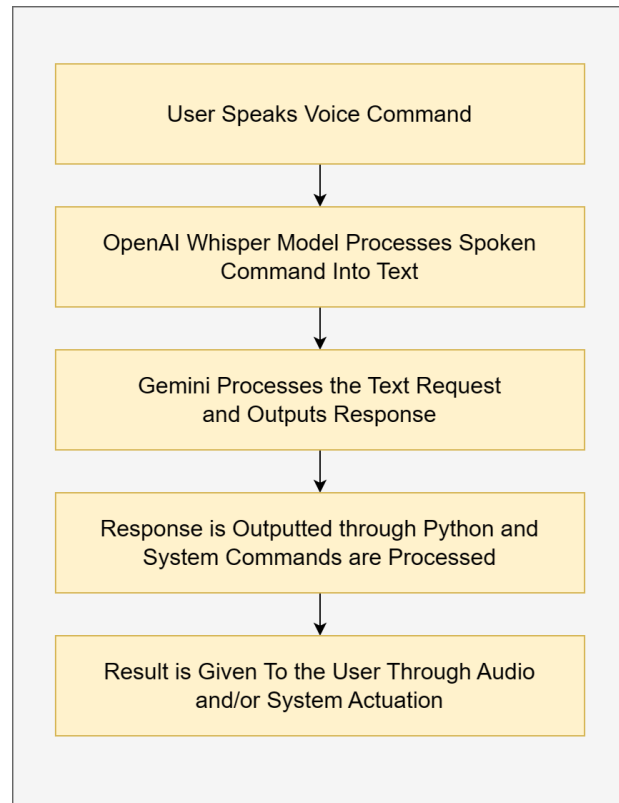 User Speaks Voice Command
OpenAI Whisper Model Processes Spoken
Command Into Text
Gemini Processes the Text Request
and Outputs Response
Response is Outputted through Python and
System Commands are Processed
Result is Given To the User Through Audio
and/or System Actuation